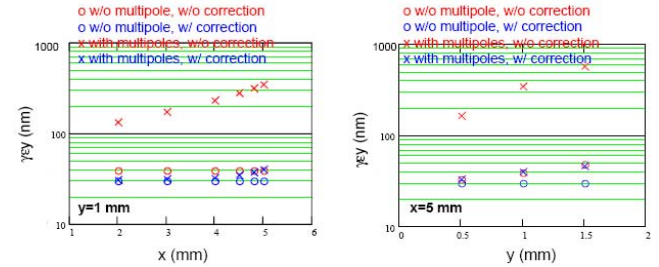 o w/o multipole, w/o correction
o w/o multipole, w/ correction
x with multipoles, w/o correction
x with multipoles, w/ correction
1000
100
10
γεy (nm)
y=1 mm
1 2 3 4 5 6
x (mm)
o w/o multipole, w/o correction
o w/o multipole, w/ correction
x with multipoles, w/o correction
x with multipoles, w/ correction
1000
100
10
γεy (nm)
x=5 mm
0 0.5 1 1.5 2
y (mm)